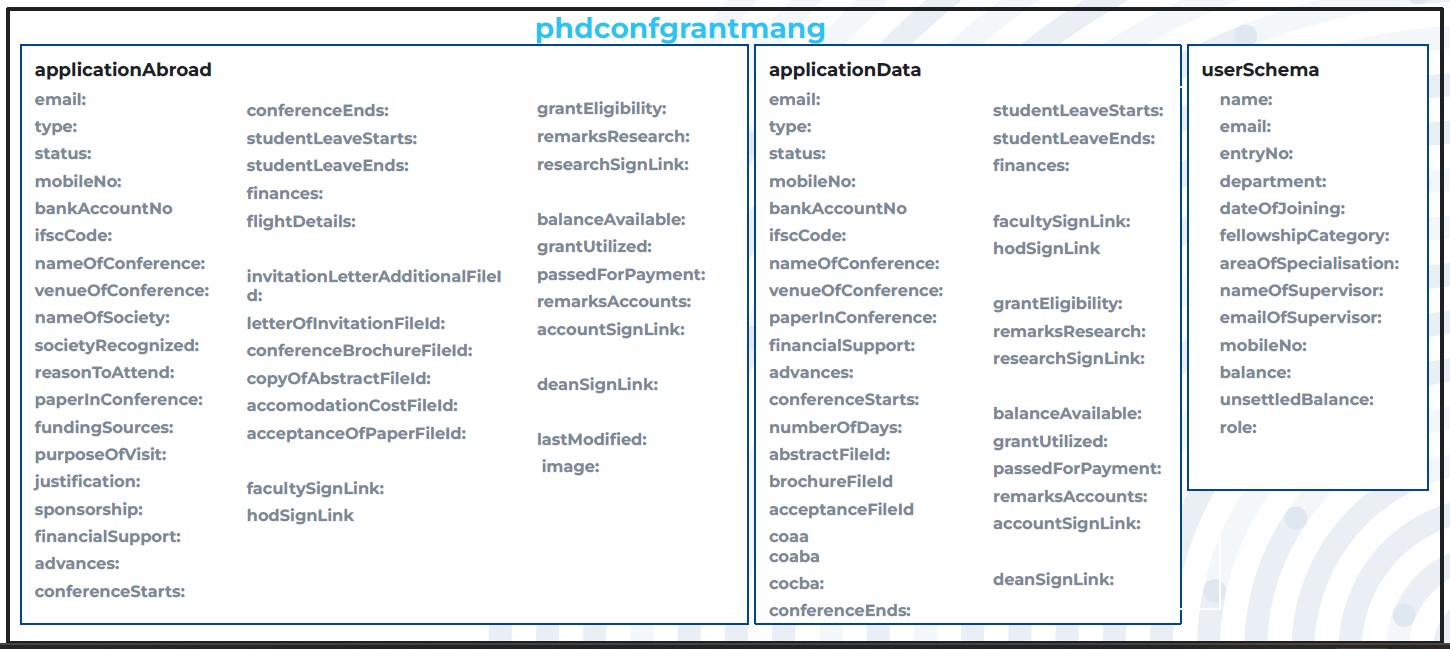 phdconfgrantmang
applicationAbroad
email:
type:
status:
mobileNo:
bankAccountNo
ifscCode:
nameOfConference:
venueOfConference:
nameOfSociety:
societyRecognized:
reasonToAttend:
paperInConference:
fundingSources:
purposeOfVisit:
justification:
sponsorship:
financialSupport:
advances:
conferenceStarts:
conferenceEnds:
studentLeaveStarts:
studentLeaveEnds:
finances:
flightDetails:
invitationLetterAdditionalFileI
d:
letterOfInvitationFileId:
conferenceBrochureFileId:
copyOfAbstractFileId:
accomodationCostFileId:
acceptanceOfPaperFileId:
facultySignLink:
hodSignLink
grantEligibility:
remarksResearch:
researchSignLink:
balanceAvailable:
grantUtilized:
passedForPayment:
remarksAccounts:
accountSignLink:
deanSignLink:
lastModified:
image:
applicationData
email:
type:
status:
mobileNo:
bankAccountNo
ifscCode:
nameOfConference:
venueOfConference:
paperInConference:
financialSupport:
advances:
conferenceStarts:
numberOfDays:
abstractFileId:
brochureFileId
acceptanceFileId
coaa
coaba
cocba:
conferenceEnds:
studentLeaveStarts:
studentLeaveEnds:
finances:
facultySignLink:
hodSignLink
grantEligibility:
remarksResearch:
researchSignLink:
balanceAvailable:
grantUtilized:
passedForPayment:
remarksAccounts:
accountSignLink:
deanSignLink:
userSchema
name:
email:
entryNo:
department:
dateOfJoining:
fellowshipCategory:
areaOfSpecialisation:
nameOfSupervisor:
emailOfSupervisor:
mobileNo:
balance:
unsettledBalance:
role: